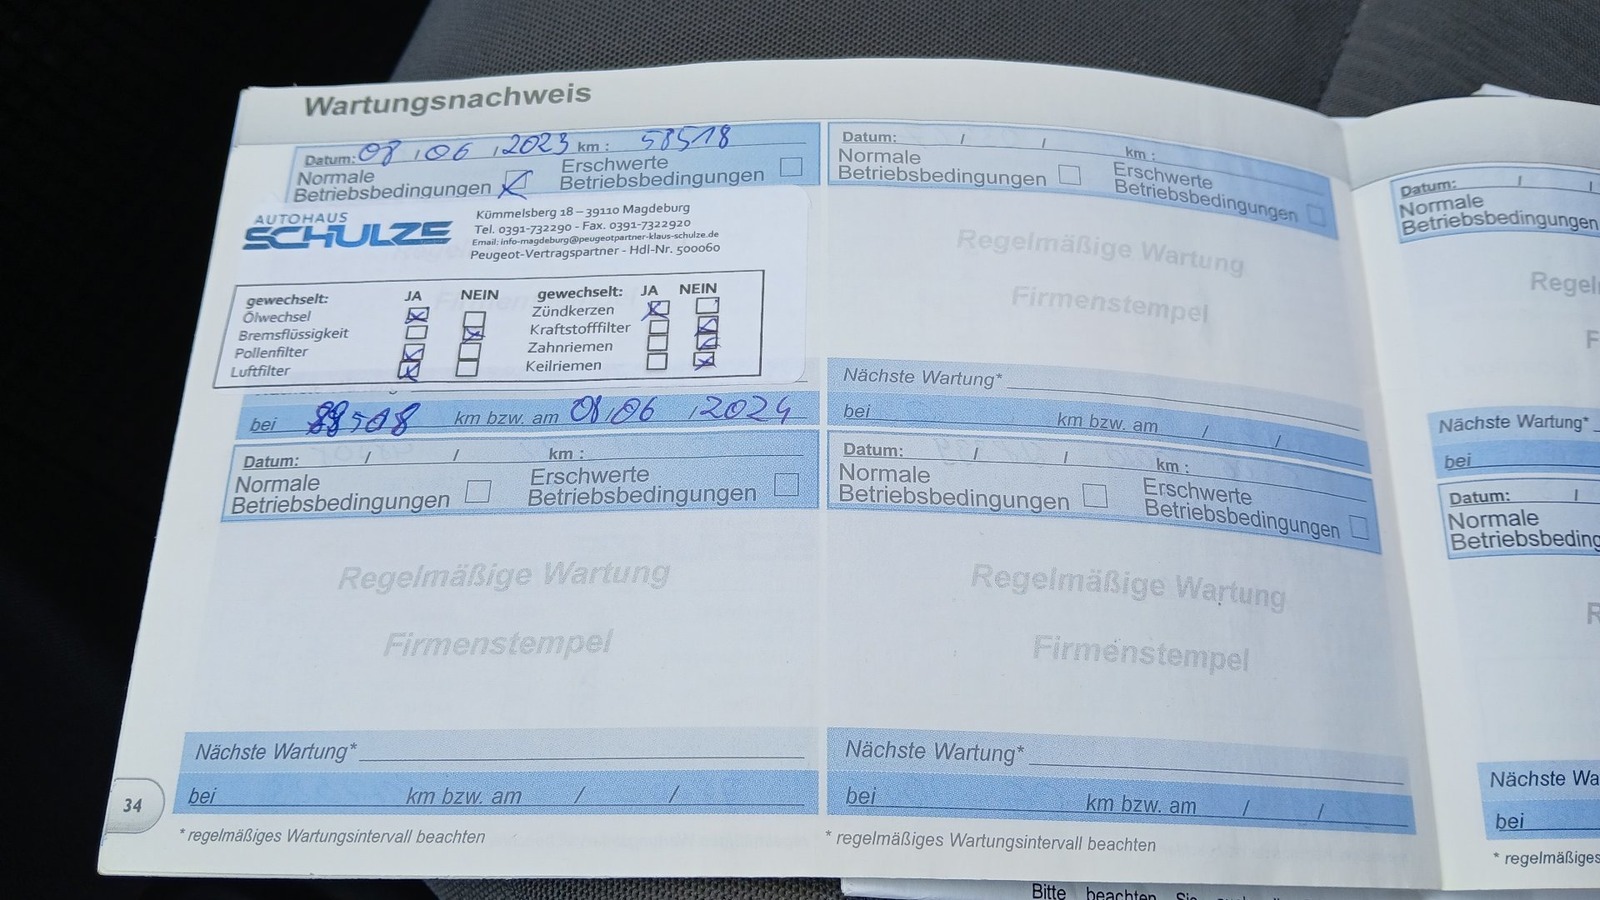 Wartungsnachweis
Datum: 08 / 06 / 2023 km : 58518
Normale Betriebsbedingungen
Erschwerte Betriebsbedingungen
AUTOHAUS
SCHULZE
Kümmelsberg 18 – 39110 Magdeburg
Tel. 0391-732290 - Fax. 0391-7322920
Email: info-magdeburg@peugeotpartner-klaus-schulze.de
Peugeot-Vertragspartner - Hdl-Nr. 500060
gewechselt: JA NEIN
Ölwechsel
Bremsflüssigkeit
Pollenfilter
Luftfilter
gewechselt: JA NEIN
Zündkerzen
Kraftstofffilter
Zahnriemen
Keilriemen
bei km bzw. am 08 / 06 / 2024
Datum: / / km :
Normale Betriebsbedingungen
Erschwerte Betriebsbedingungen
Regelmäßige Wartung
Firmenstempel
Nächste Wartung*
bei km bzw. am / /
* regelmäßiges Wartungsintervall beachten
34
Datum: / / km :
Normale Betriebsbedingungen
Erschwerte Betriebsbedingungen
Regelmäßige Wartung
Firmenstempel
Nächste Wartung*
bei km bzw. am / /
Datum: / / km :
Normale Betriebsbedingungen
Erschwerte Betriebsbedingungen
Regelmäßige Wartung
Firmenstempel
Nächste Wartung*
bei km bzw. am / /
* regelmäßiges Wartungsintervall beachten
Datum: /
Normale
Betriebsbedingungen
Regel
F
Nächste Wartung*
bei
Datum: /
Normale
Betriebsbeding
R
Nächste Wa
bei
* regelmäßiges
Bitte beachten